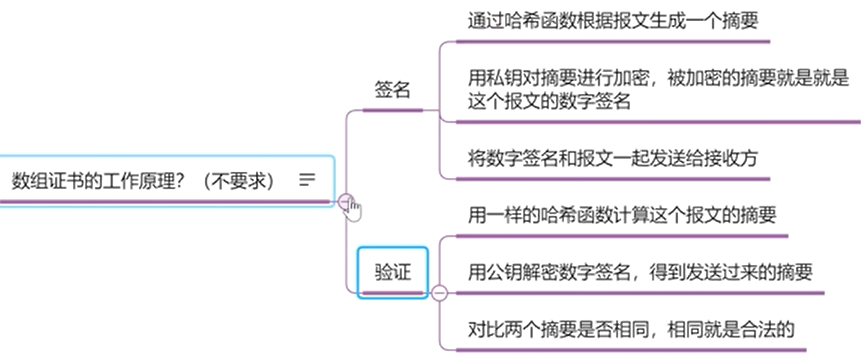 数组证书的工作原理？（不要求）
签名
通过哈希函数根据报文生成一个摘要
用私钥对摘要进行加密，被加密的摘要就是就是
这个报文的数字签名
将数字签名和报文一起发送给接收方
验证
用一样的哈希函数计算这个报文的摘要
用公钥解密数字签名，得到发送过来的摘要
对比两个摘要是否相同，相同就是合法的